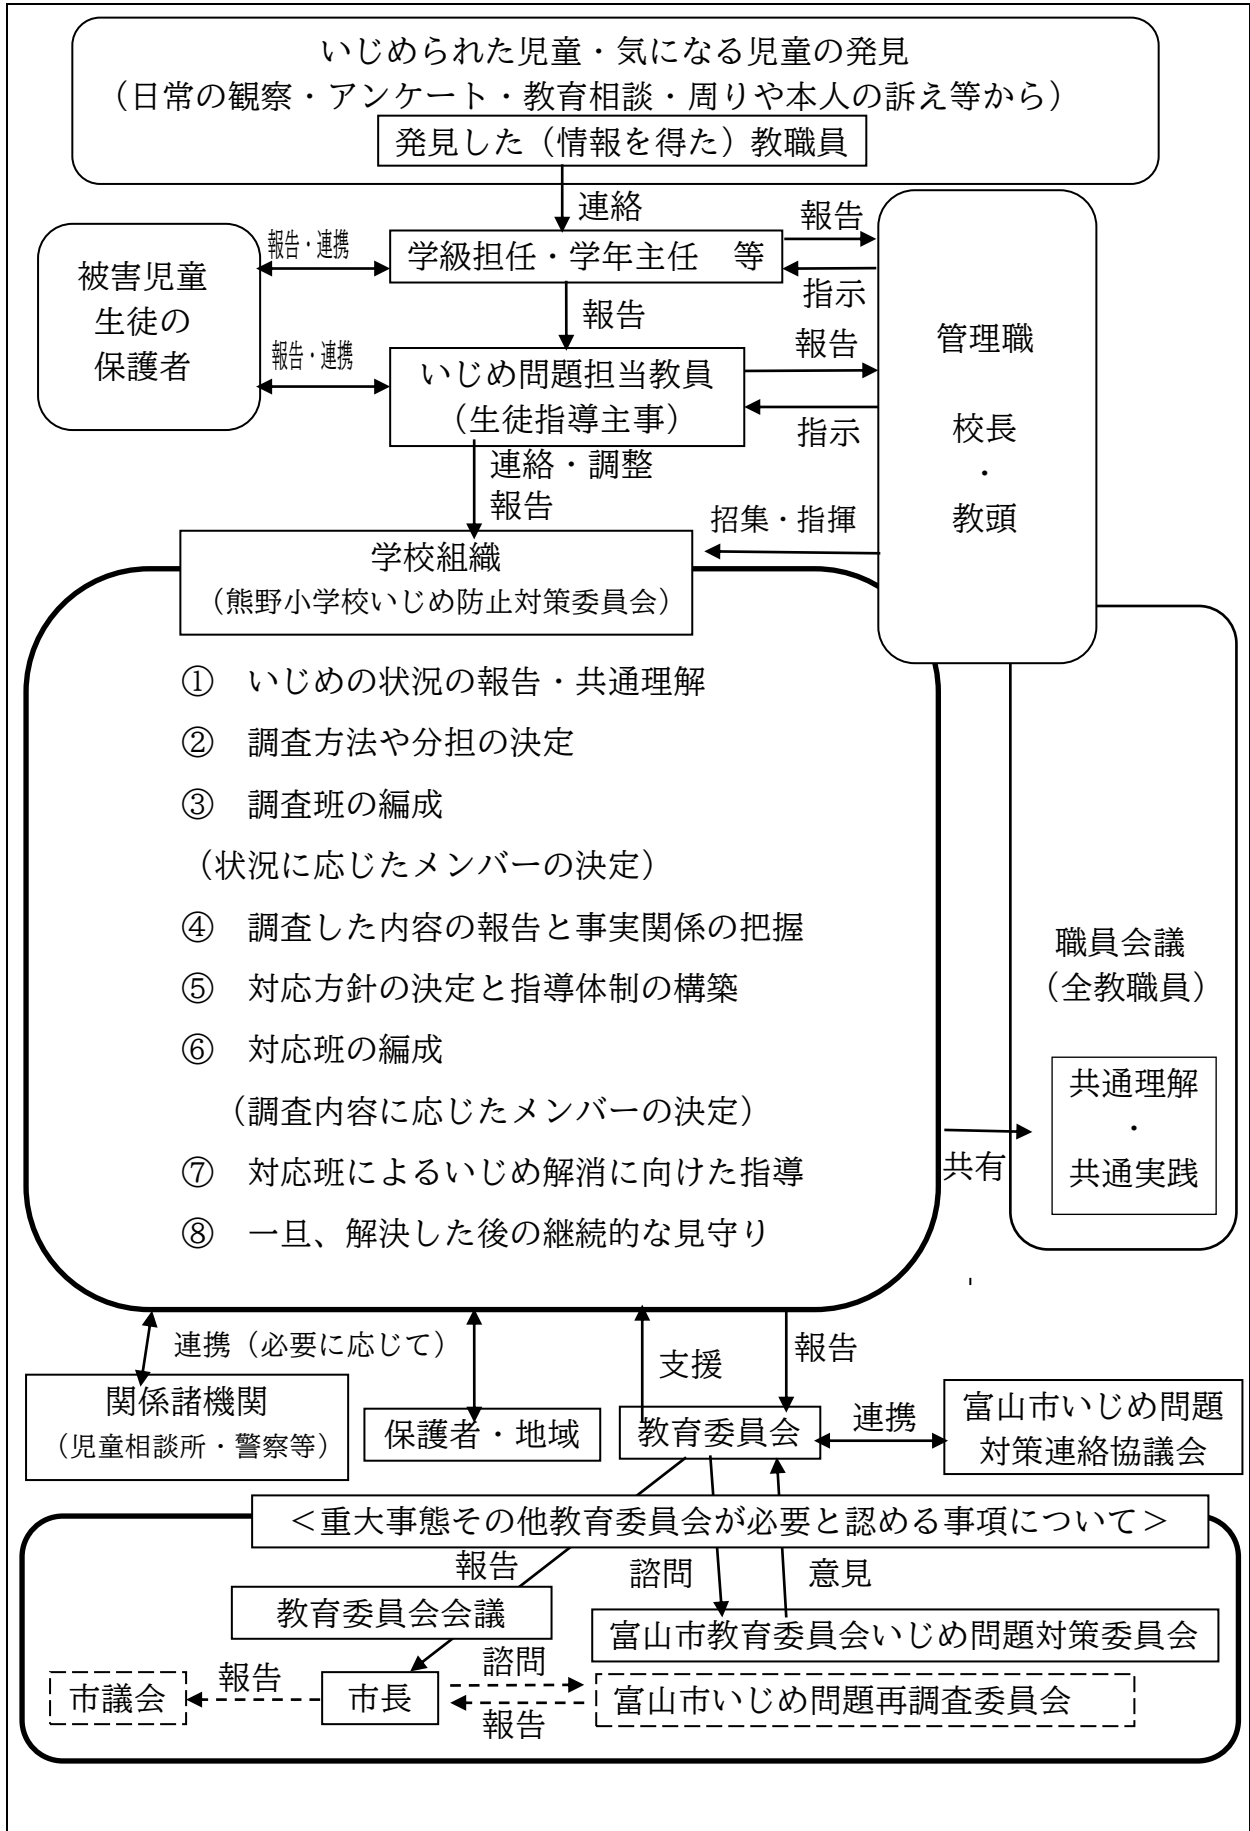 いじめられた児童・気になる児童の発見
（日常の観察・アンケート・教育相談・周りや本人の訴え等から）
発見した（情報を得た）教職員
連絡
報告
報告・連携
学級担任・学年主任　等
指示
被害児童
生徒の
保護者
報告
報告・連携
報告
いじめ問題担当教員
（生徒指導主事）
指示
管理職
校長
・
教頭
連絡・調整
報告
招集・指揮
学校組織
（熊野小学校いじめ防止対策委員会）
①　いじめの状況の報告・共通理解
②　調査方法や分担の決定
③　調査班の編成
（状況に応じたメンバーの決定）
④　調査した内容の報告と事実関係の把握
⑤　対応方針の決定と指導体制の構築
⑥　対応班の編成
（調査内容に応じたメンバーの決定）
⑦　対応班によるいじめ解消に向けた指導
⑧　一旦、解決した後の継続的な見守り
職員会議
（全教職員）
共通理解
・
共通実践
共有
連携（必要に応じて）
支援
報告
関係諸機関
（児童相談所・警察等）
保護者・地域
教育委員会
連携
富山市いじめ問題
対策連絡協議会
＜重大事態その他教育委員会が必要と認める事項について＞
報告
諮問
意見
教育委員会会議
富山市教育委員会いじめ問題対策委員会
市議会
報告
市長
諮問
報告
富山市いじめ問題再調査委員会